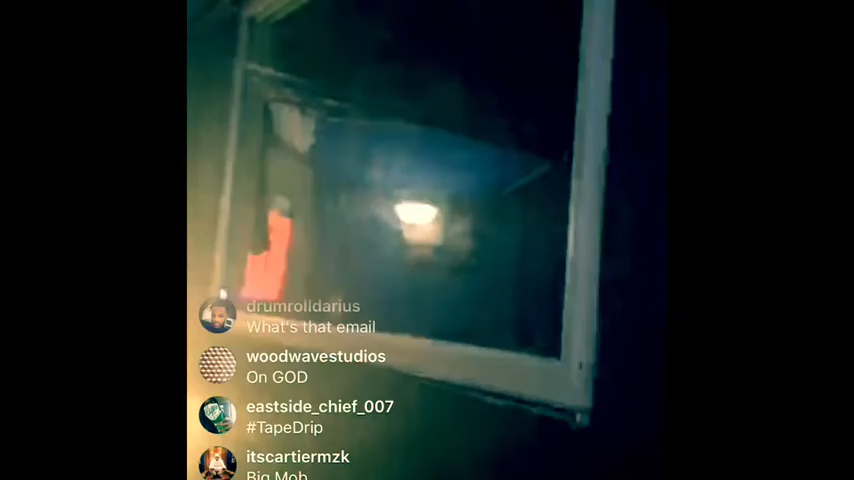 drumrolldarius
What's that email
woodwavestudios
On GOD
eastside_chief_007
#TapeDrip
itscartiermzk
Big Mob